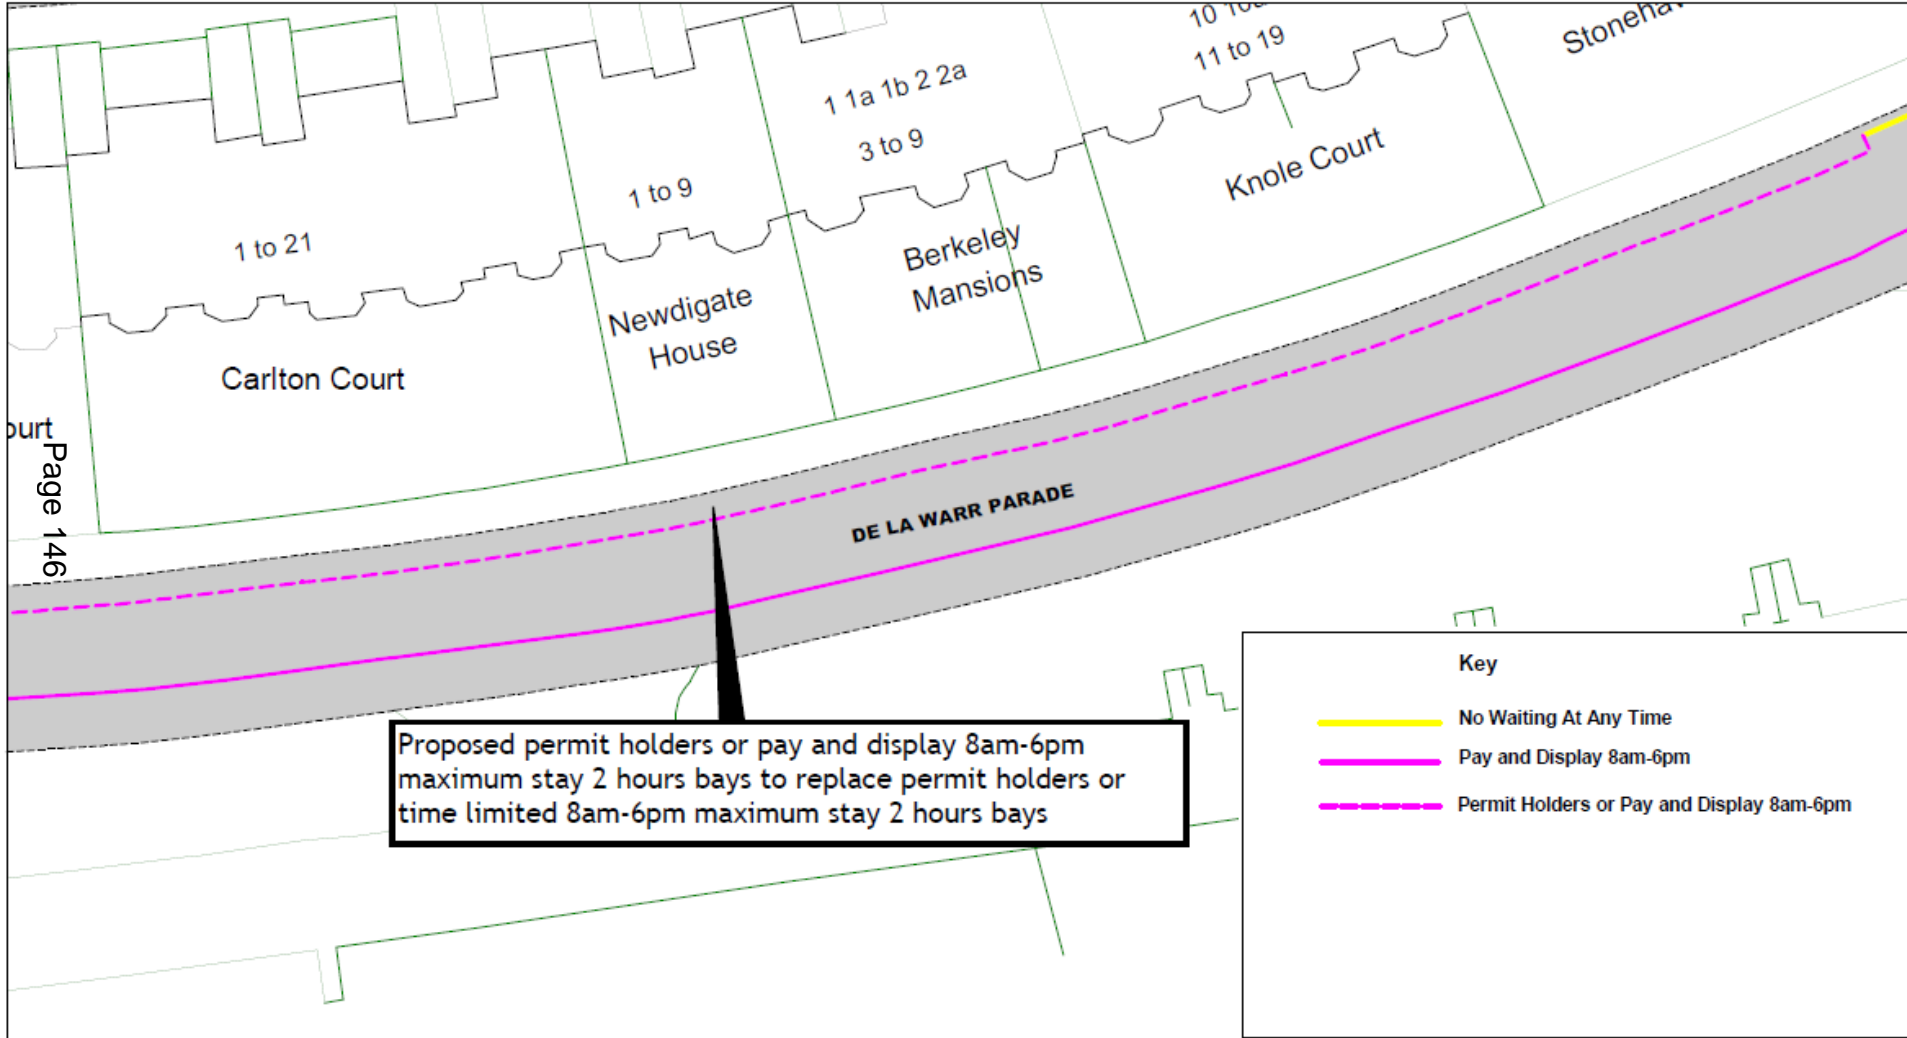 11 to 19
1 1a 1b 2 2a
3 to 9
Knole Court
1 to 9
1 to 21
Berkeley
Mansions
Newdigate
House
Carlton Court
Page 146
DE LA WARR PARADE
Proposed permit holders or pay and display 8am-6pm
maximum stay 2 hours bays to replace permit holders or
time limited 8am-6pm maximum stay 2 hours bays
Key
No Waiting At Any Time
Pay and Display 8am-6pm
Permit Holders or Pay and Display 8am-6pm